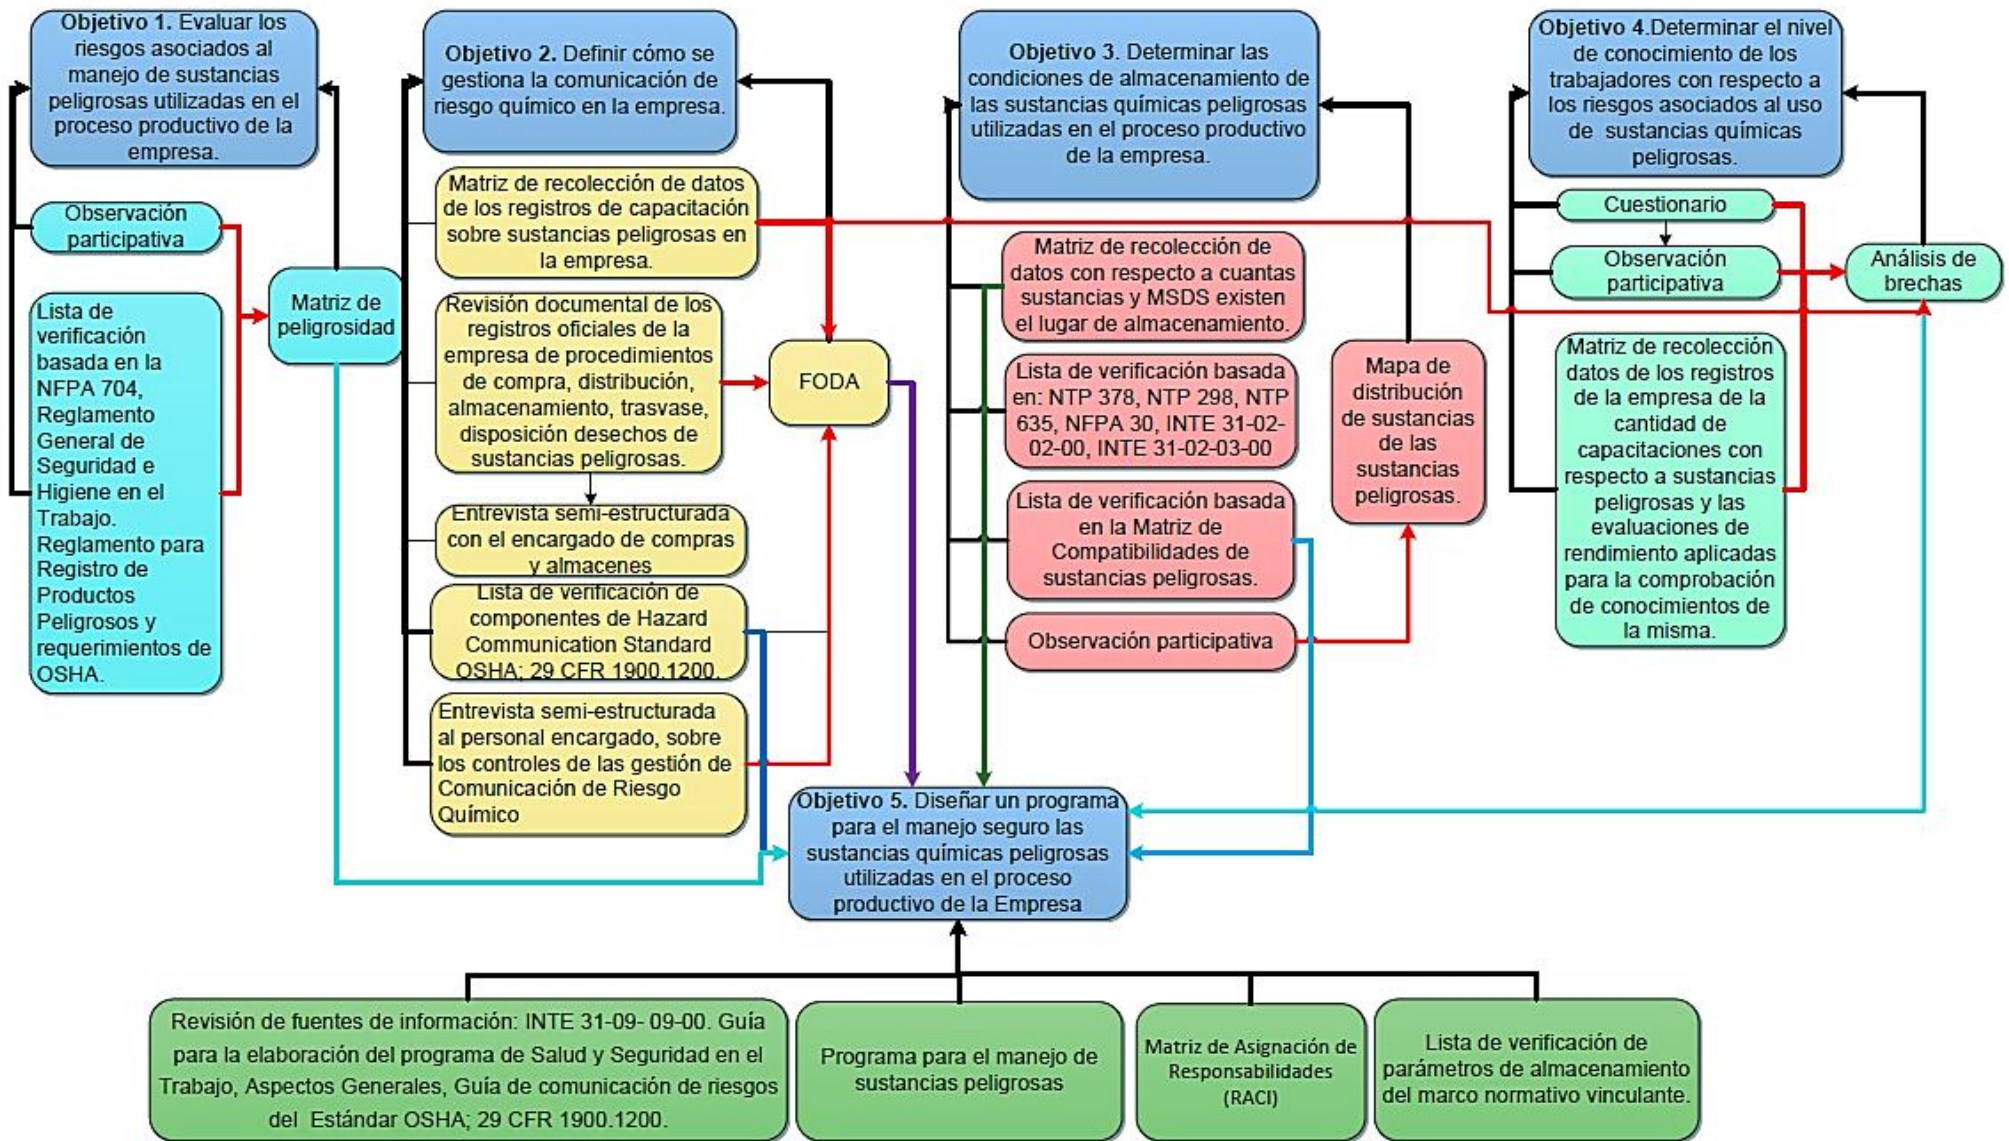 Objetivo 1. Evaluar los
riesgos asociados al
manejo de sustancias
peligrosas utilizadas en el
proceso productivo de la
empresa.
Observación
participativa
Lista de
verificación
basada en la
NFPA 704,
Reglamento
General de
Seguridad e
Higiene en el
Trabajo.
Reglamento para
Registro de
Productos
Peligrosos y
requerimientos de
OSHA.
Matriz de
peligrosidad
Objetivo 2. Definir cómo se
gestiona la comunicación de
riesgo químico en la empresa.
Matriz de recolección de datos
de los registros de capacitación
sobre sustancias peligrosas en
la empresa.
Revisión documental de los
registros oficiales de la
empresa de procedimientos
de compra, distribución,
almacenamiento, trasvase,
disposición desechos de
sustancias peligrosas.
Entrevista semi-estructurada
con el encargado de compras
y almacenes
Lista de verificación de
componentes de Hazard
Communication Standard
OSHA; 29 CFR 1900.1200.
Entrevista semi-estructurada
al personal encargado, sobre
los controles de las gestión de
Comunicación de Riesgo
Químico
FODA
Objetivo 3. Determinar las
condiciones de almacenamiento de
las sustancias químicas peligrosas
utilizadas en el proceso productivo
de la empresa.
Matriz de recolección de
datos con respecto a cuantas
sustancias y MSDS existen
el lugar de almacenamiento.
Lista de verificación basada
en: NTP 378, NTP 298, NTP
635, NFPA 30, INTE 31-02-
02-00, INTE 31-02-03-00
Lista de verificación basada
en la Matriz de
Compatibilidades de
sustancias peligrosas.
Observación participativa
Mapa de
distribución
de sustancias
de las
sustancias
peligrosas.
Objetivo 4.Determinar el nivel
de conocimiento de los
trabajadores con respecto a
los riesgos asociados al uso
de sustancias químicas
peligrosas.
Cuestionario
Observación
participativa
Matriz de recolección
datos de los registros
de la empresa de la
cantidad de
capacitaciones con
respecto a sustancias
peligrosas y las
evaluaciones de
rendimiento aplicadas
para la comprobación
de conocimientos de
la misma.
Análisis de
brechas
Objetivo 5. Diseñar un programa
para el manejo seguro las
sustancias químicas peligrosas
utilizadas en el proceso
productivo de la Empresa
Revisión de fuentes de información: INTE 31-09- 09-00. Guía
para la elaboración del programa de Salud y Seguridad en el
Trabajo, Aspectos Generales, Guía de comunicación de riesgos
del Estándar OSHA; 29 CFR 1900.1200.
Programa para el manejo de
sustancias peligrosas
Matriz de Asignación de
Responsabilidades
(RACI)
Lista de verificación de
parámetros de almacenamiento
del marco normativo vinculante.